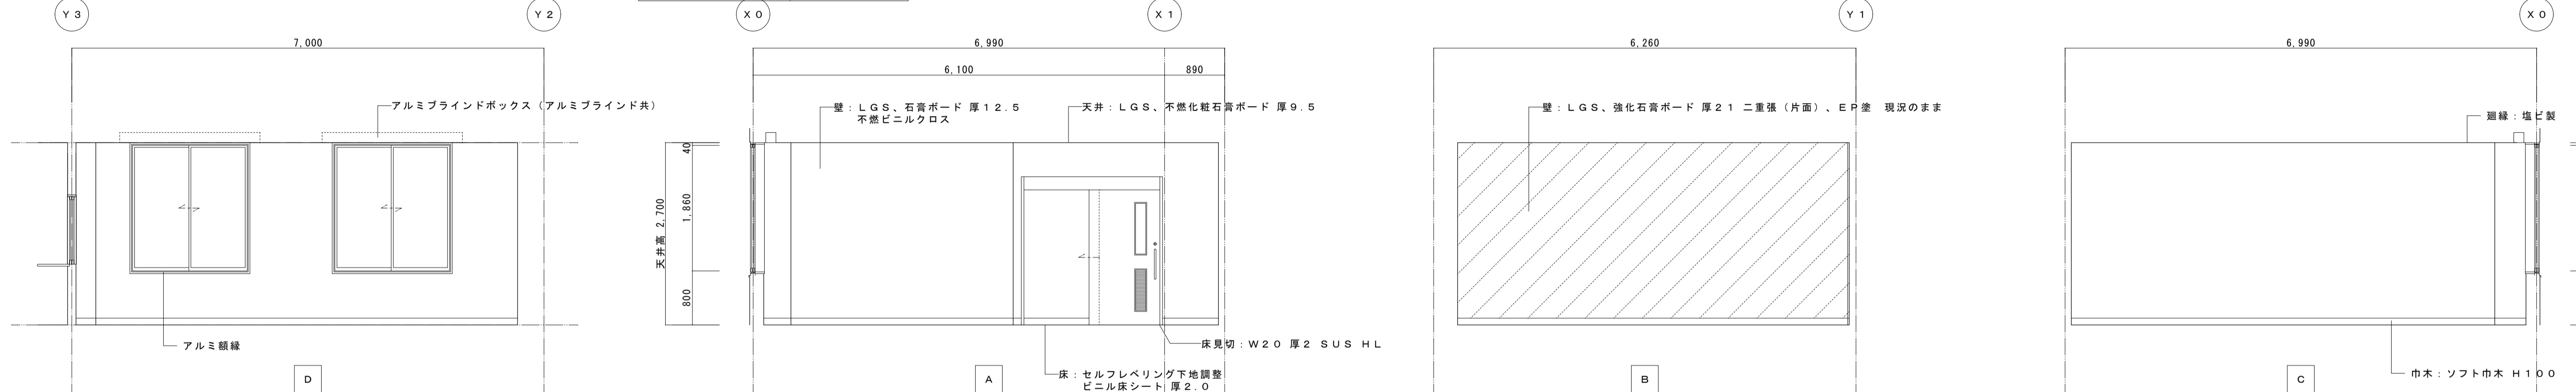 Y3
Y2
X0
X1
Y1
X0
7,000
6,990
6,260
6,990
6,100
890
アルミブラインドボックス（アルミブラインド共）
壁：LGS、石膏ボード 厚12.5
不燃ビニルクロス
天井：LGS、不燃化粧石膏ボード 厚9.5
壁：LGS、強化石膏ボード 厚21 二重張（片面）、EP塗　現況のまま
廻縁：塩ビ製
天井高 2,700
40
1,860
800
アルミ額縁
床見切：W20 厚2 SUS HL
床：セルフレベリング下地調整
ビニル床シート 厚2.0
巾木：ソフト巾木 H100
D
A
B
C